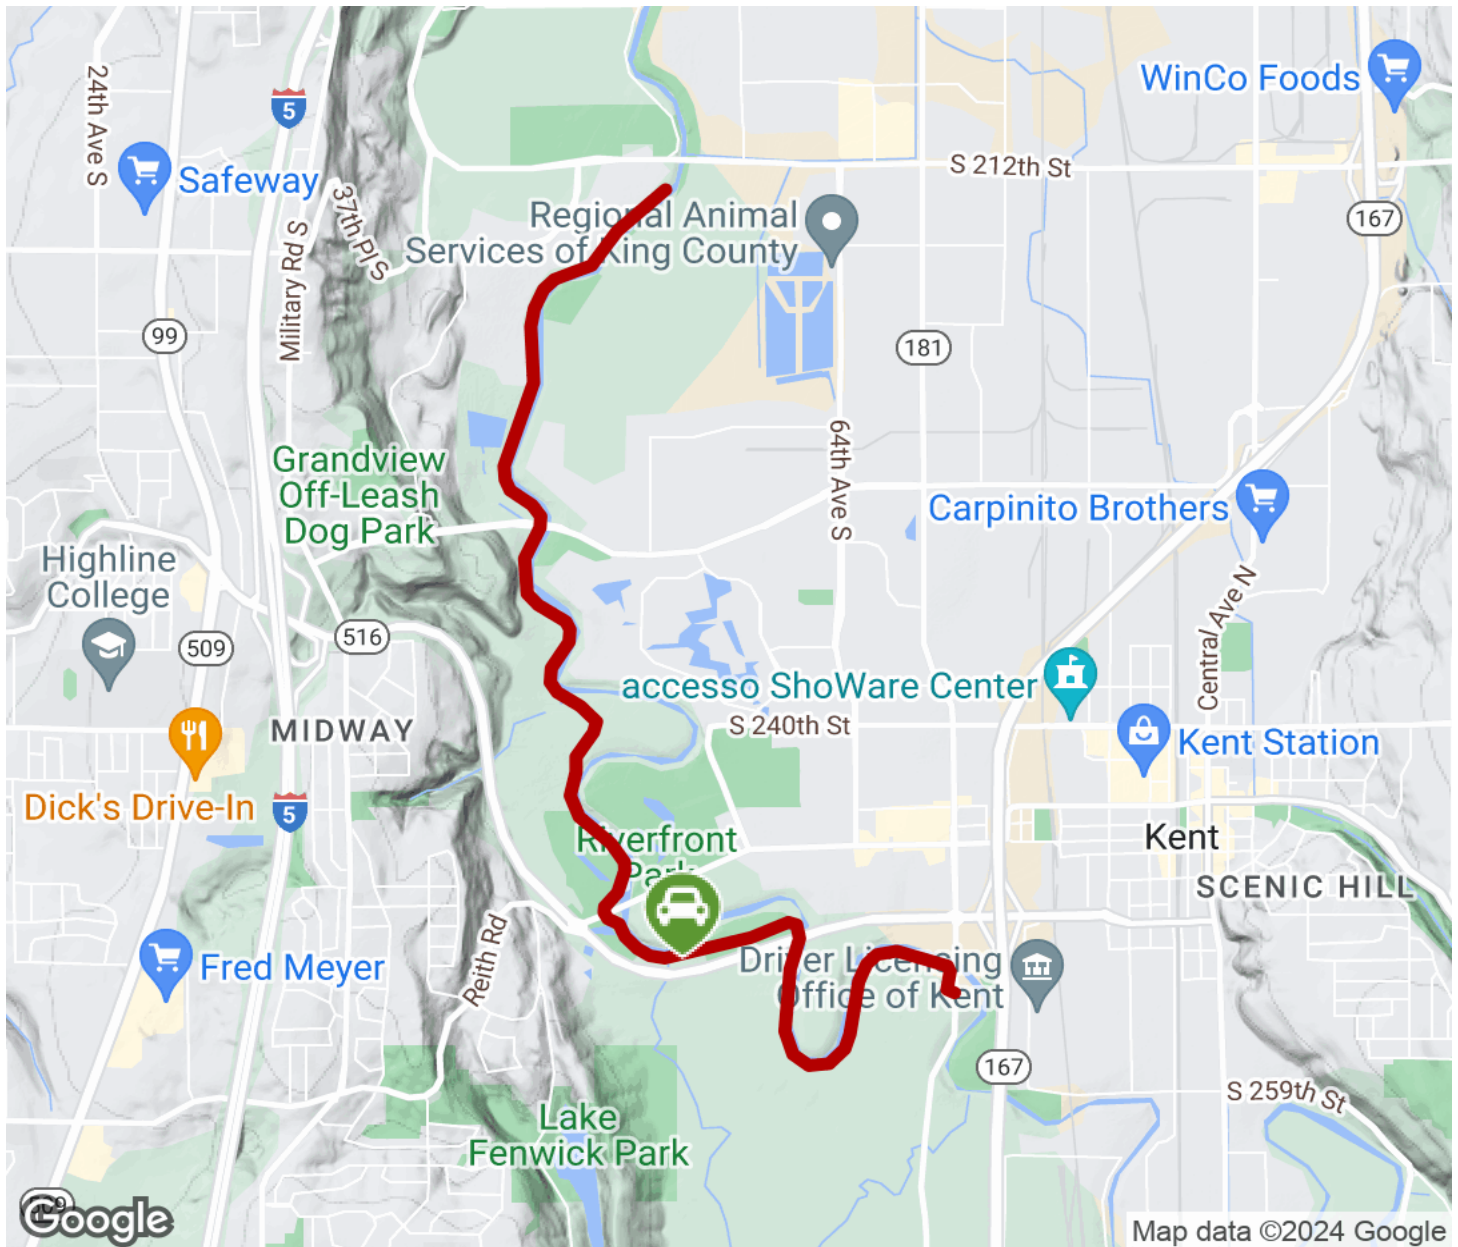 WinCo Foods
24th Ave S
5
S 212th St
Safeway
37th Pl S
Regional Animal
Services of King County
167
Military Rd S
99
181
64th Ave S
Grandview
Off-Leash
Dog Park
Carpinito Brothers
Highline
College
Central Ave N
516
509
accesso ShoWare Center
S 240th St
MIDWAY
Kent Station
Dick's Drive-In
5
Riverfront
Park
Kent
SCENIC HILL
Reith Rd
Fred Meyer
Driver Licensing
Office of Kent
167
S 259th St
Lake
Fenwick Park
509
Google
Map data ©2024 Google